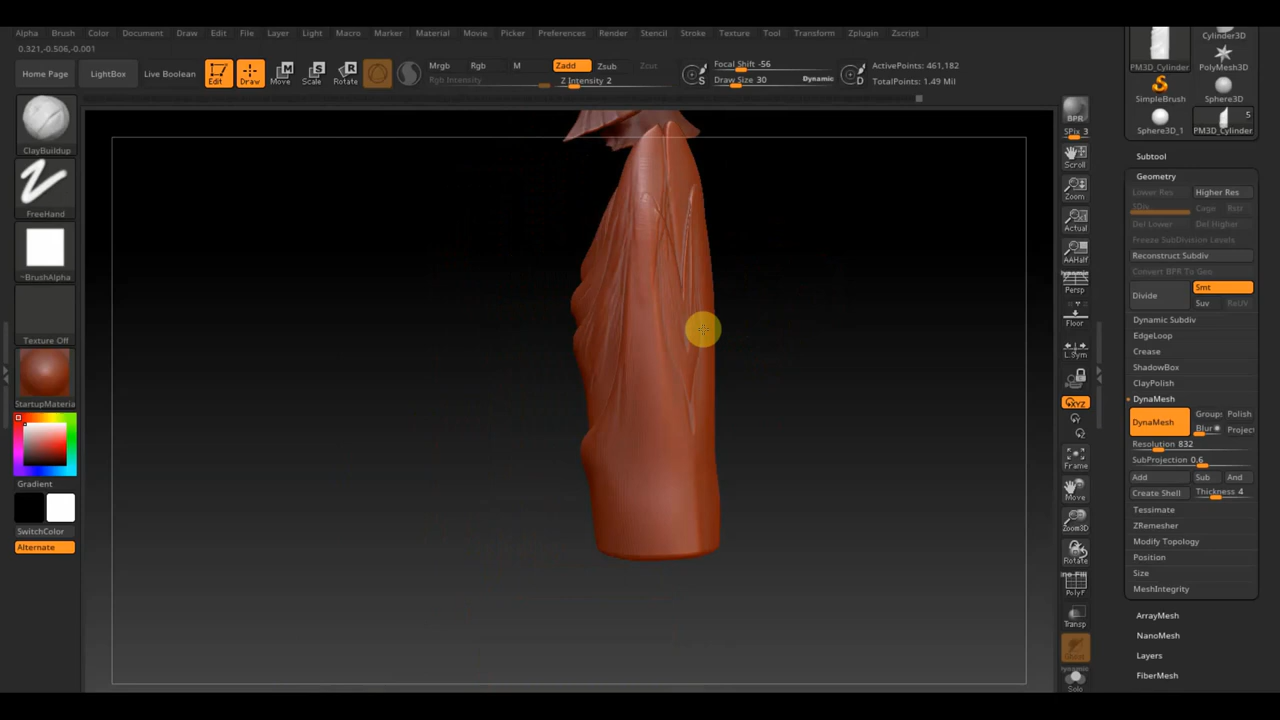 Alpha Brush Color Document Draw Edit File Layer Light Macro Marker Material Movie Picker Preferences Render Stencil Stroke Texture Tool Transform Zplugin Zscript
0.321,-0.506,-0.001
Home Page
LightBox
Live Boolean
Edit
Draw
Move
Scale
Rotate
Mrgb
Rgb
M
Rgb Intensity
Zadd
Zsub
Zcut
Z Intensity 2
S
Focal Shift -56
Draw Size 30
Dynamic
D
ActivePoints: 461,182
TotalPoints: 1.49 Mil
ClayBuildup
FreeHand
~BrushAlpha
Texture Off
StartupMateria
Gradient
SwitchColor
Alternate
BPR
SPix 3
Scroll
Zoom
Actual
AAHalf
Persp
Floor
L.Sym
XYZ
Frame
Move
Zoom3D
Rotate
PolyF
Transp
Solo
Cylinder3D
PM3D_Cylinder
PolyMesh3D
SimpleBrush
Sphere3D
5
Sphere3D_1
PM3D_Cylinder
Subtool
Geometry
Lower Res
Higher Res
SDiv
Cage
Rstr
Del Lower
Del Higher
Freeze SubDivision Levels
Reconstruct Subdiv
Convert BPR To Geo
Divide
Smt
Suv
ReUV
Dynamic Subdiv
EdgeLoop
Crease
ShadowBox
ClayPolish
DynaMesh
DynaMesh
Groups
Polish
Blur
Project
Resolution 832
SubProjection 0.6
Add
Sub
And
Create Shell
Thickness 4
Tessimate
ZRemesher
Modify Topology
Position
Size
MeshIntegrity
ArrayMesh
NanoMesh
Layers
FiberMesh